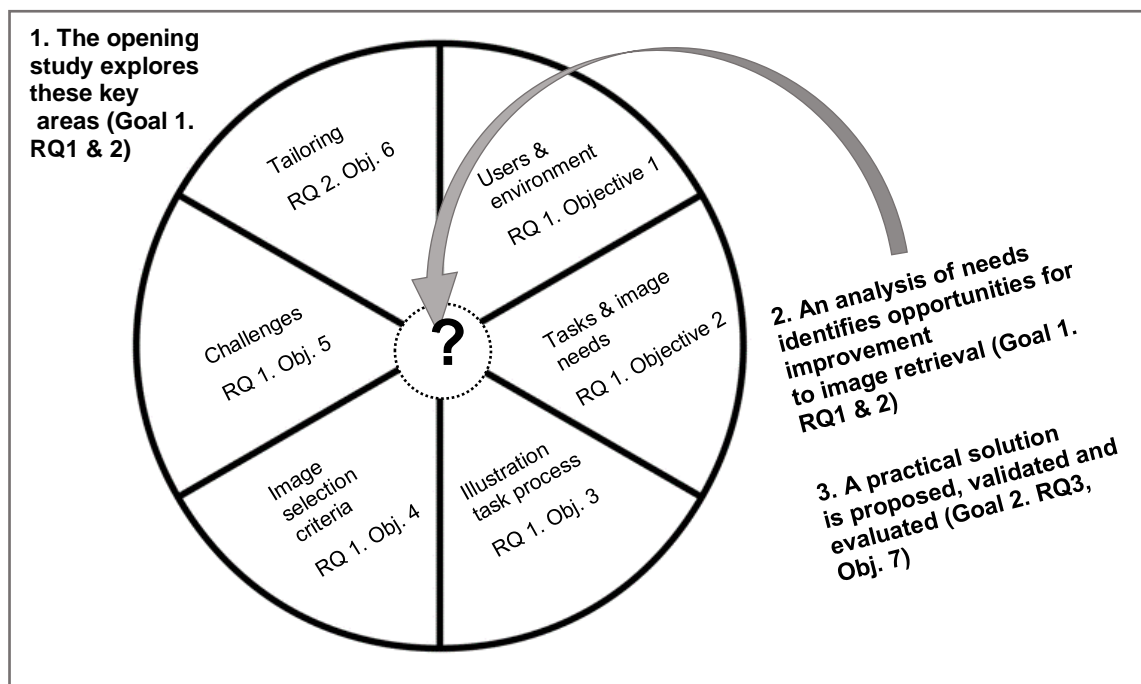 1. The opening
study explores
these key
areas (Goal 1.
RQ1 & 2)
Tailoring
RQ 2. Obj. 6
Users &
environment
RQ 1. Objective 1
Tasks & image
needs
RQ 1. Objective 2
Illustration
task process
RQ 1. Obj. 3
Image
selection
criteria
RQ 1. Obj. 4
Challenges
RQ 1. Obj. 5
?
2. An analysis of needs
identifies opportunities for
improvement
to image retrieval (Goal 1.
RQ1 & 2)
3. A practical solution
is proposed, validated and
evaluated (Goal 2. RQ3,
Obj. 7)